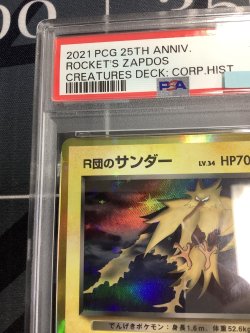 2021 PCG 25TH ANNIV.
ROCKET'S ZAPDOS
CREATURES DECK: CORP.HIST
PSA
R団のサンダー LV.34 HP70
でんげきポケモン:身長1.6m、体重52.6k